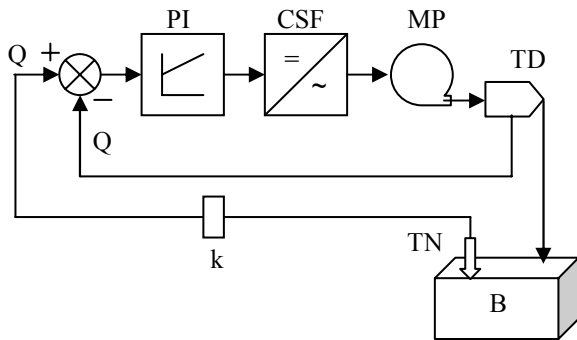 PI CSF MP
Q + = TD
− ~
Q
TN
k
B